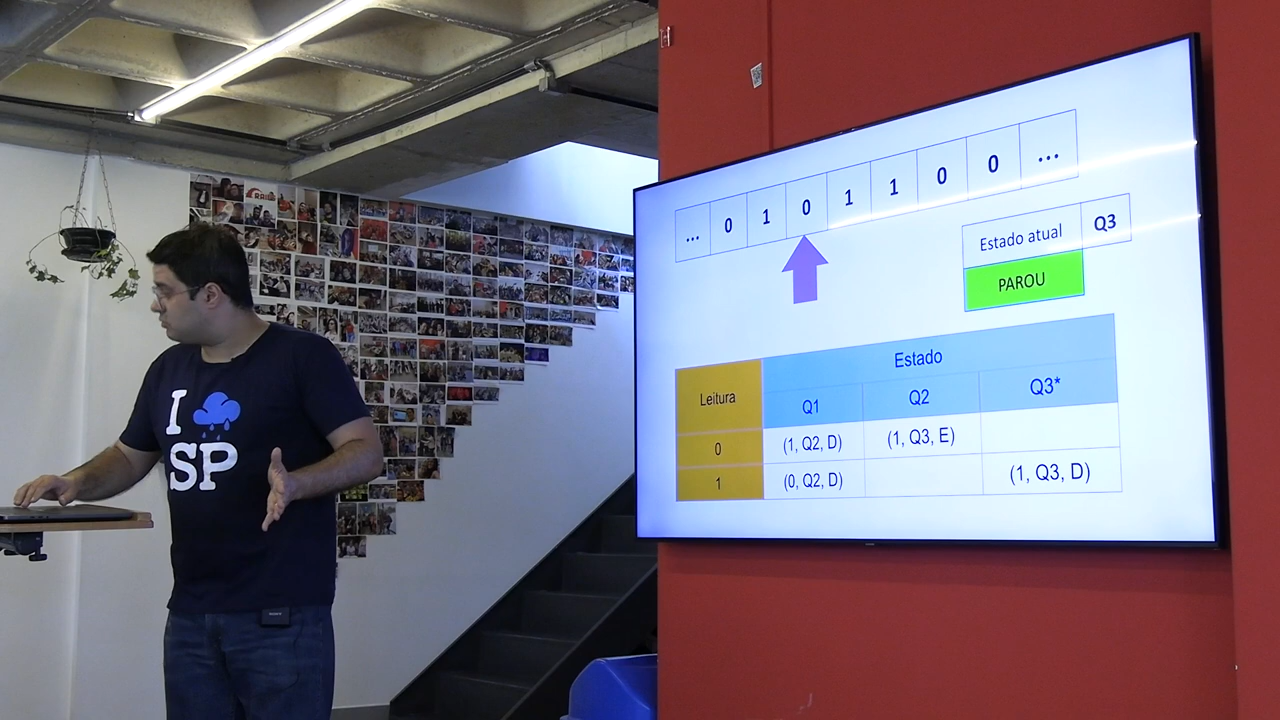 I
SP
... 0 1 0 1 1 0 0 ...
Estado atual Q3
PAROU
Leitura Estado
Q1 Q2 Q3*
0 (1, Q2, D) (1, Q3, E)
1 (0, Q2, D) (1, Q3, D)